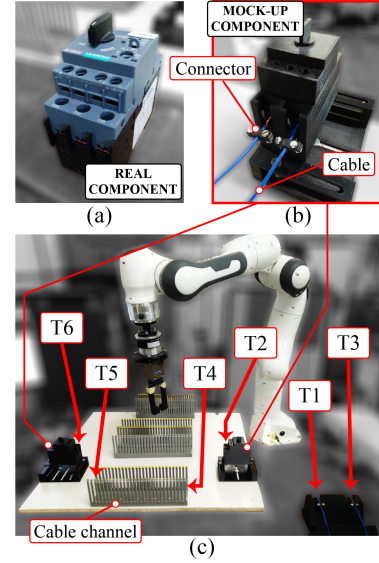 MOCK-UP
COMPONENT
Connector
REAL
COMPONENT
Cable
(a)
(b)
T6
T2
T3
T5
T4
T1
Cable channel
(c)